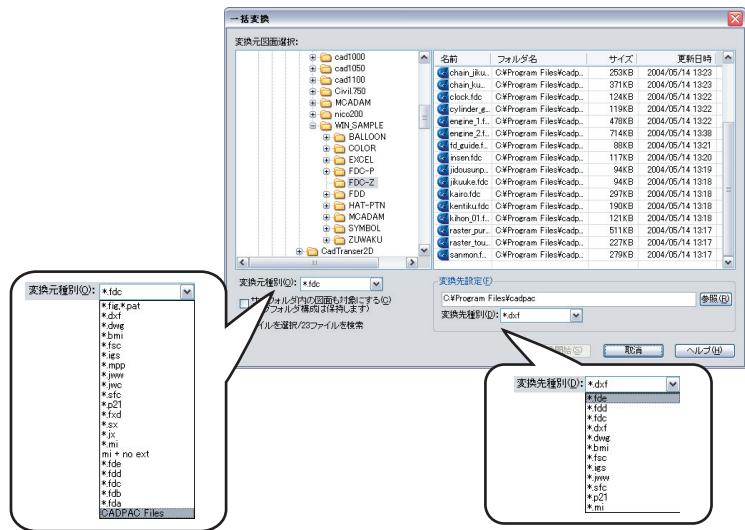 一括変換
変換元図面選択:
cad1000
cad1050
cad1100
Civil.750
MCADAM
nico200
WIN_SAMPLE
BALLOON
COLOR
EXCEL
FDC-P
FDC-Z
FDD
HAT-PTN
MCADAM
SYMBOL
ZUWAKU
CadTranser2D
名前 フォルダ名 サイズ 更新日時
chain_jiku... C:¥Program Files¥cadp... 253KB 2004/05/14 13:23
chain_ku... C:¥Program Files¥cadp... 371KB 2004/05/14 13:23
clock.fdc C:¥Program Files¥cadp... 124KB 2004/05/14 13:22
cylinder_g... C:¥Program Files¥cadp... 119KB 2004/05/14 13:22
engine_1.f... C:¥Program Files¥cadp... 478KB 2004/05/14 13:22
engine_2.f... C:¥Program Files¥cadp... 714KB 2004/05/14 13:38
fd_guide.f... C:¥Program Files¥cadp... 88KB 2004/05/14 13:21
insen.fdc C:¥Program Files¥cadp... 117KB 2004/05/14 13:20
jidousunp... C:¥Program Files¥cadp... 94KB 2004/05/14 13:19
jikuuke.fdc C:¥Program Files¥cadp... 94KB 2004/05/14 13:18
kairo.fdc C:¥Program Files¥cadp... 297KB 2004/05/14 13:18
kentiku.fdc C:¥Program Files¥cadp... 190KB 2004/05/14 13:18
kihon_01.f... C:¥Program Files¥cadp... 121KB 2004/05/14 13:18
raster_pur... C:¥Program Files¥cadp... 511KB 2004/05/14 13:17
raster_tou... C:¥Program Files¥cadp... 227KB 2004/05/14 13:17
sanmon.f... C:¥Program Files¥cadp... 279KB 2004/05/14 13:17
変換元種別(O): *.fdc
フォルダ内の図面も対象にする(C)
フォルダ構成は保持します)
イルを選択/23ファイルを検索
変換先設定(F)
C:¥Program Files¥cadpac
参照(R)
変換先種別(D): *.dxf
開始(S) 取消 ヘルプ(H)
変換元種別(O): *.fdc
*.fig,*.pat
*.dxf
*.dwg
*.bmi
*.fsc
*.igs
*.mpp
*.jww
*.jwc
*.sfc
*.p21
*.fxd
*.sx
*.jx
*.mi
mi + no ext
*.fde
*.fdd
*.fdc
*.fdb
*.fda
CADPAC Files
変換先種別(D): *.dxf
*.fde
*.fdd
*.fdc
*.dxf
*.dwg
*.bmi
*.fsc
*.igs
*.jww
*.sfc
*.p21
*.mi